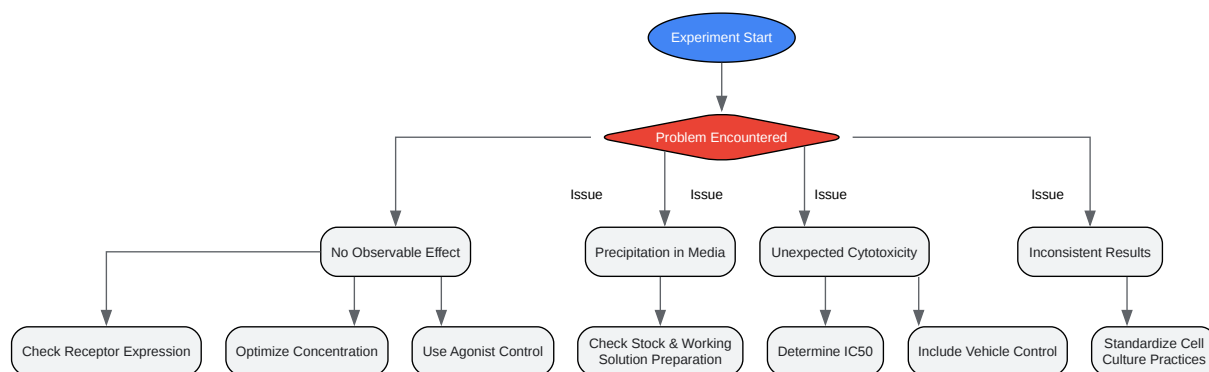 Experiment Start
Problem Encountered
Issue
Issue
Issue
Issue
No Observable Effect
Precipitation in Media
Unexpected Cytotoxicity
Inconsistent Results
Check Receptor Expression
Optimize Concentration
Use Agonist Control
Check Stock & Working
Solution Preparation
Determine IC50
Include Vehicle Control
Standardize Cell
Culture Practices